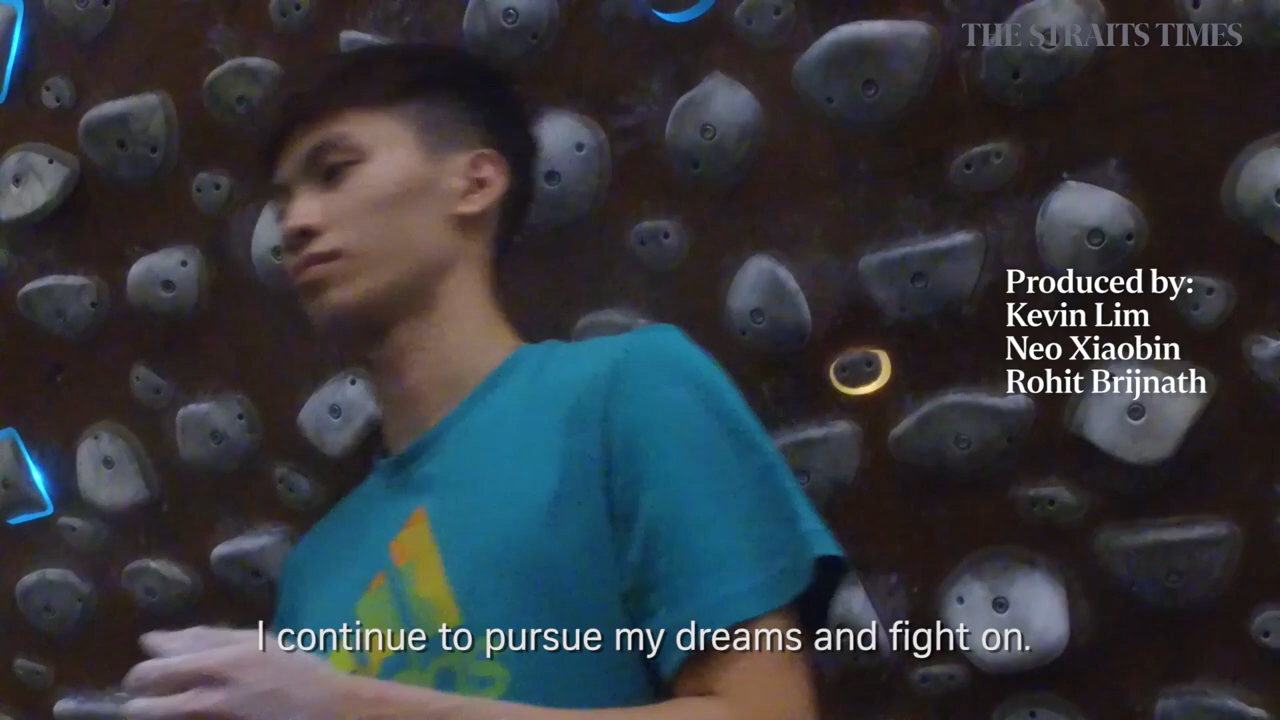 THE STRAITS TIMES
Produced by:
Kevin Lim
Neo Xiaobin
Rohit Brijnath
I continue to pursue my dreams and fight on.